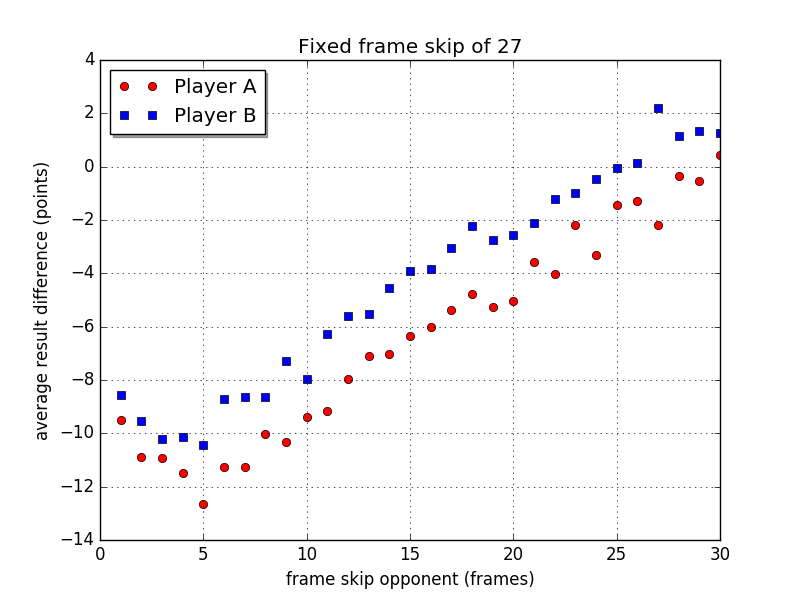 Fixed frame skip of 27
4
Player A
Player B
2
0
−2
−4
−6
−8
−10
−12
−14
average result difference (points)
0 5 10 15 20 25 30
frame skip opponent (frames)